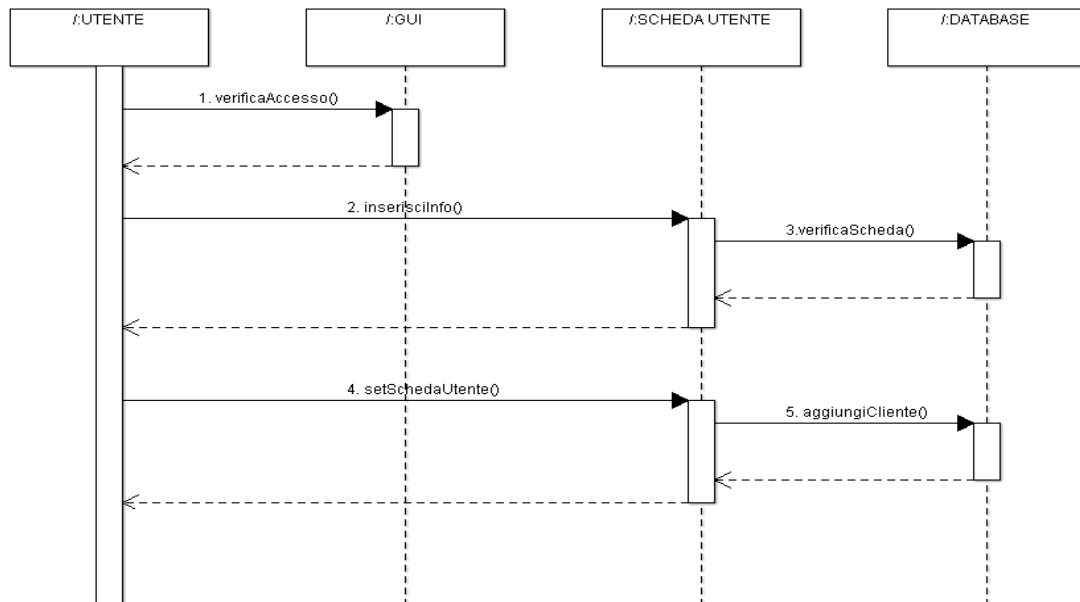 /:UTENTE
/:GUI
/:SCHEDA UTENTE
/:DATABASE
1. verificaAccesso()
2. inserisciInfo()
3.verificaScheda()
4. setSchedaUtente()
5. aggiungiCliente()